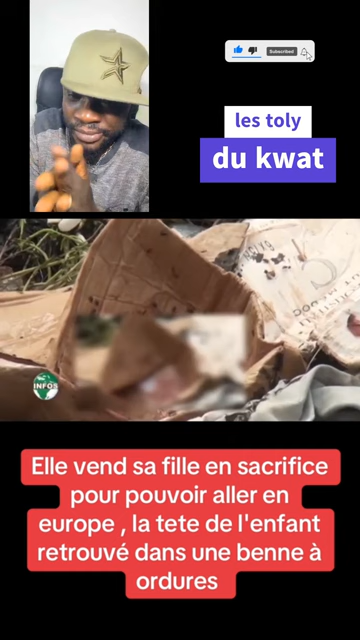 Subscribed
les toly
du kwat
INFOS
Elle vend sa fille en sacrifice
pour pouvoir aller en
europe , la tete de l'enfant
retrouvé dans une benne à
ordures